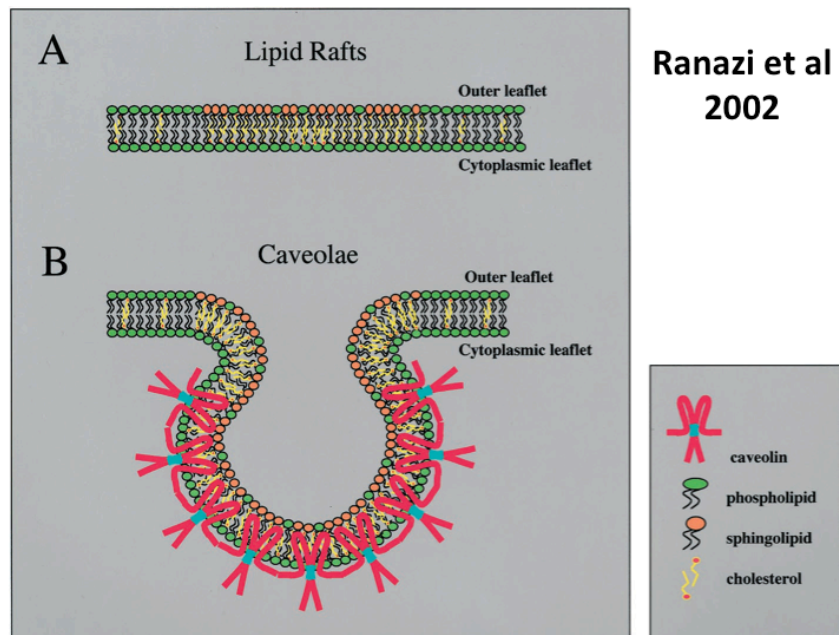 A
Lipid Rafts
Outer leaflet
Cytoplasmic leaflet
Ranazi et al
2002
B
Caveolae
Outer leaflet
Cytoplasmic leaflet
caveolin
phospholipid
sphingolipid
cholesterol